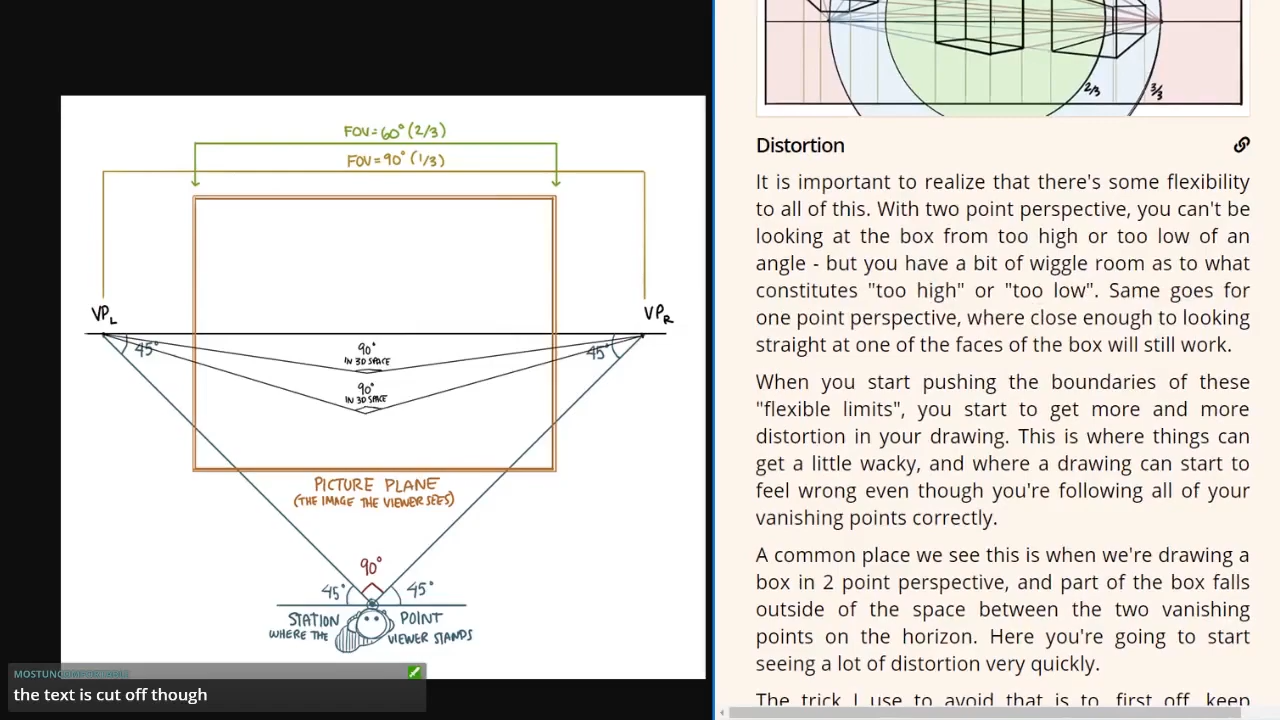 FOV=60° (2/3)
FOV=90° (1/3)
VPL
VPR
45°
45°
90°
IN 3D SPACE
90°
IN 3D SPACE
PICTURE PLANE
(THE IMAGE THE VIEWER SEES)
90°
45°
45°
STATION POINT
WHERE THE VIEWER STANDS
the text is cut off though
2/3
3/3
Distortion
It is important to realize that there's some flexibility
to all of this. With two point perspective, you can't be
looking at the box from too high or too low of an
angle - but you have a bit of wiggle room as to what
constitutes "too high" or "too low". Same goes for
one point perspective, where close enough to looking
straight at one of the faces of the box will still work.
When you start pushing the boundaries of these
"flexible limits", you start to get more and more
distortion in your drawing. This is where things can
get a little wacky, and where a drawing can start to
feel wrong even though you're following all of your
vanishing points correctly.
A common place we see this is when we're drawing a
box in 2 point perspective, and part of the box falls
outside of the space between the two vanishing
points on the horizon. Here you're going to start
seeing a lot of distortion very quickly.
The trick I use to avoid that is to, first off, keep